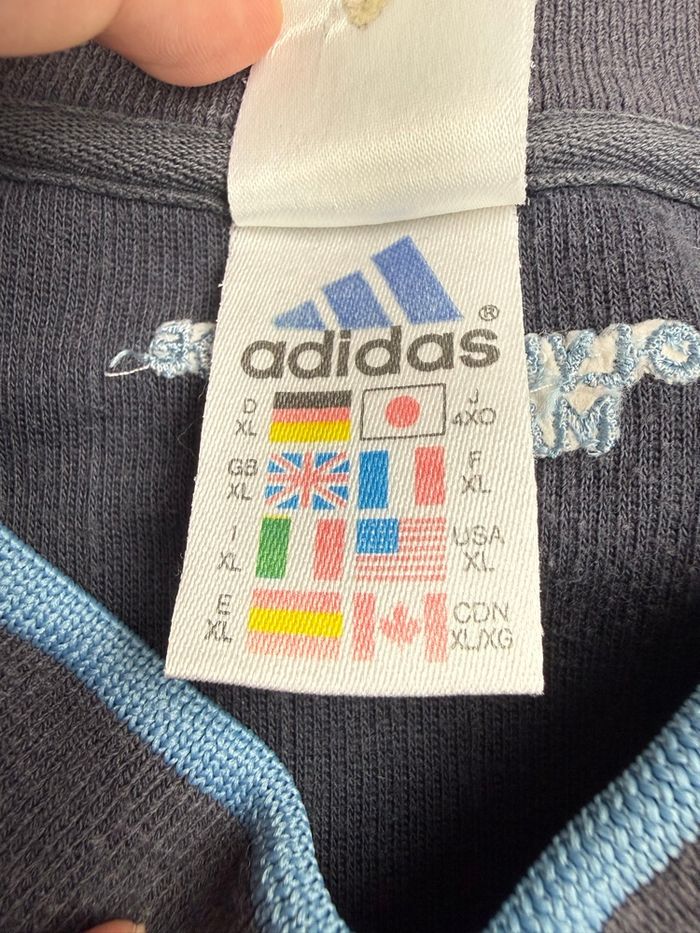 adidas®
D XL
J 4XO
GB XL
F XL
I XL
USA XL
E XL
CDN XL/XG